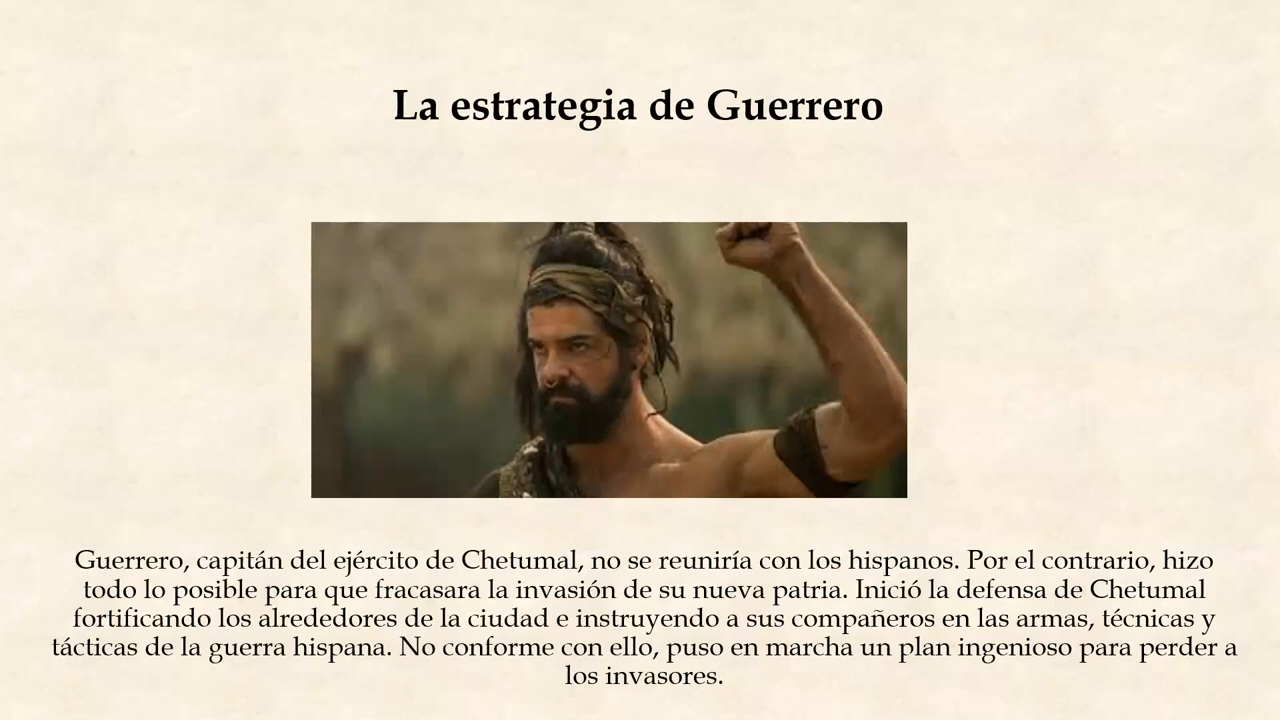 La estrategia de Guerrero
Guerrero, capitán del ejército de Chetumal, no se reuniría con los hispanos. Por el contrario, hizo
todo lo posible para que fracasara la invasión de su nueva patria. Inició la defensa de Chetumal
fortificando los alrededores de la ciudad e instruyendo a sus compañeros en las armas, técnicas y
tácticas de la guerra hispana. No conforme con ello, puso en marcha un plan ingenioso para perder a
los invasores.